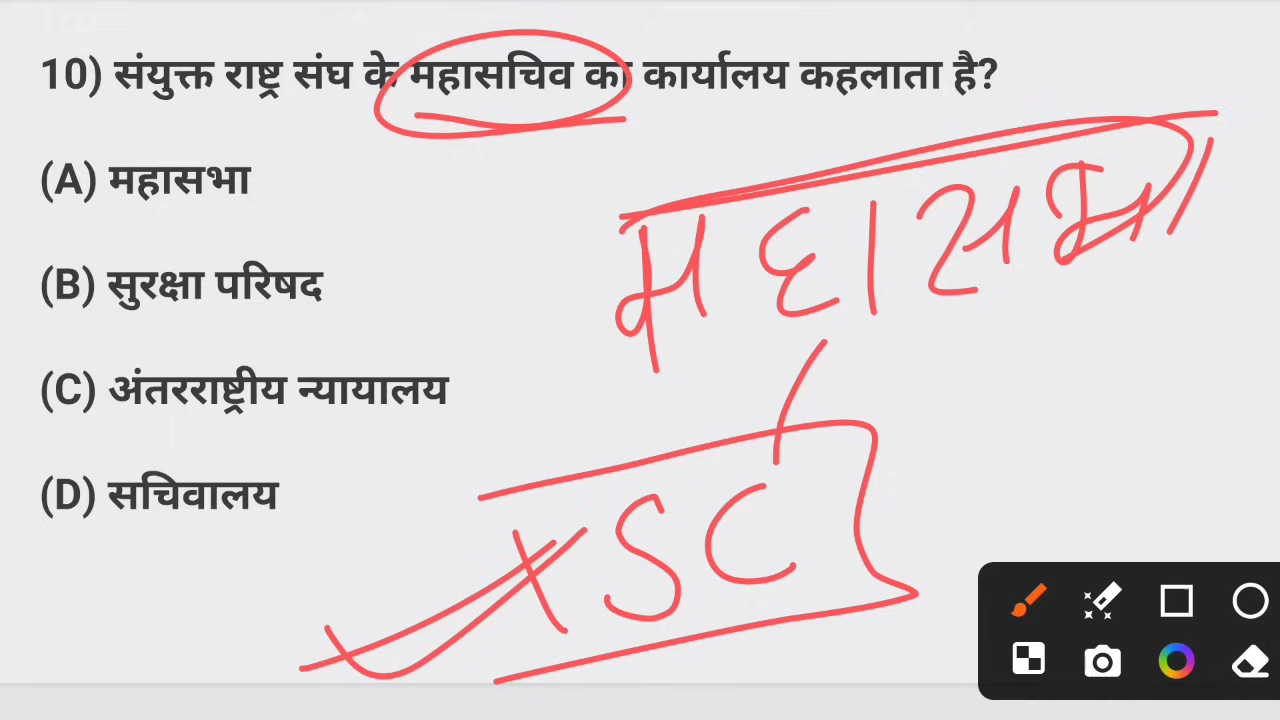 10) संयुक्त राष्ट्र संघ के महासचिव का कार्यालय कहलाता है?
(A) महासभा
महासभा
(B) सुरक्षा परिषद
(C) अंतरराष्ट्रीय न्यायालय
(D) सचिवालय
SC